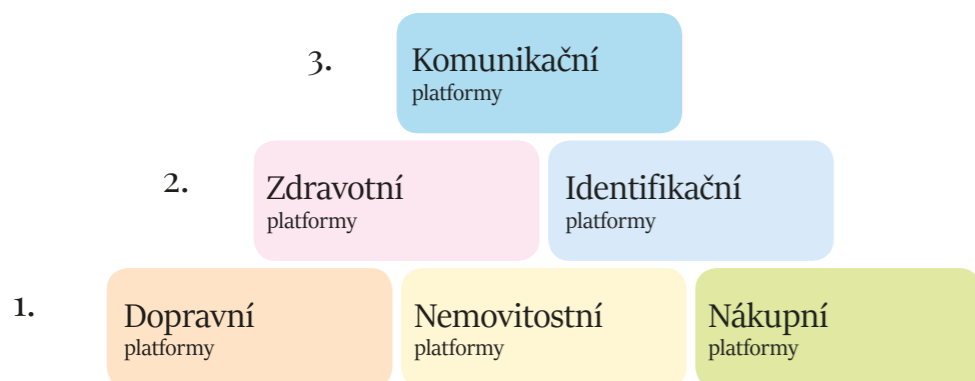 3.
Komunikační
platformy
2.
Zdravotní
platformy
Identifikační
platformy
1.
Dopravní
platformy
Nemovitostní
platformy
Nákupní
platformy